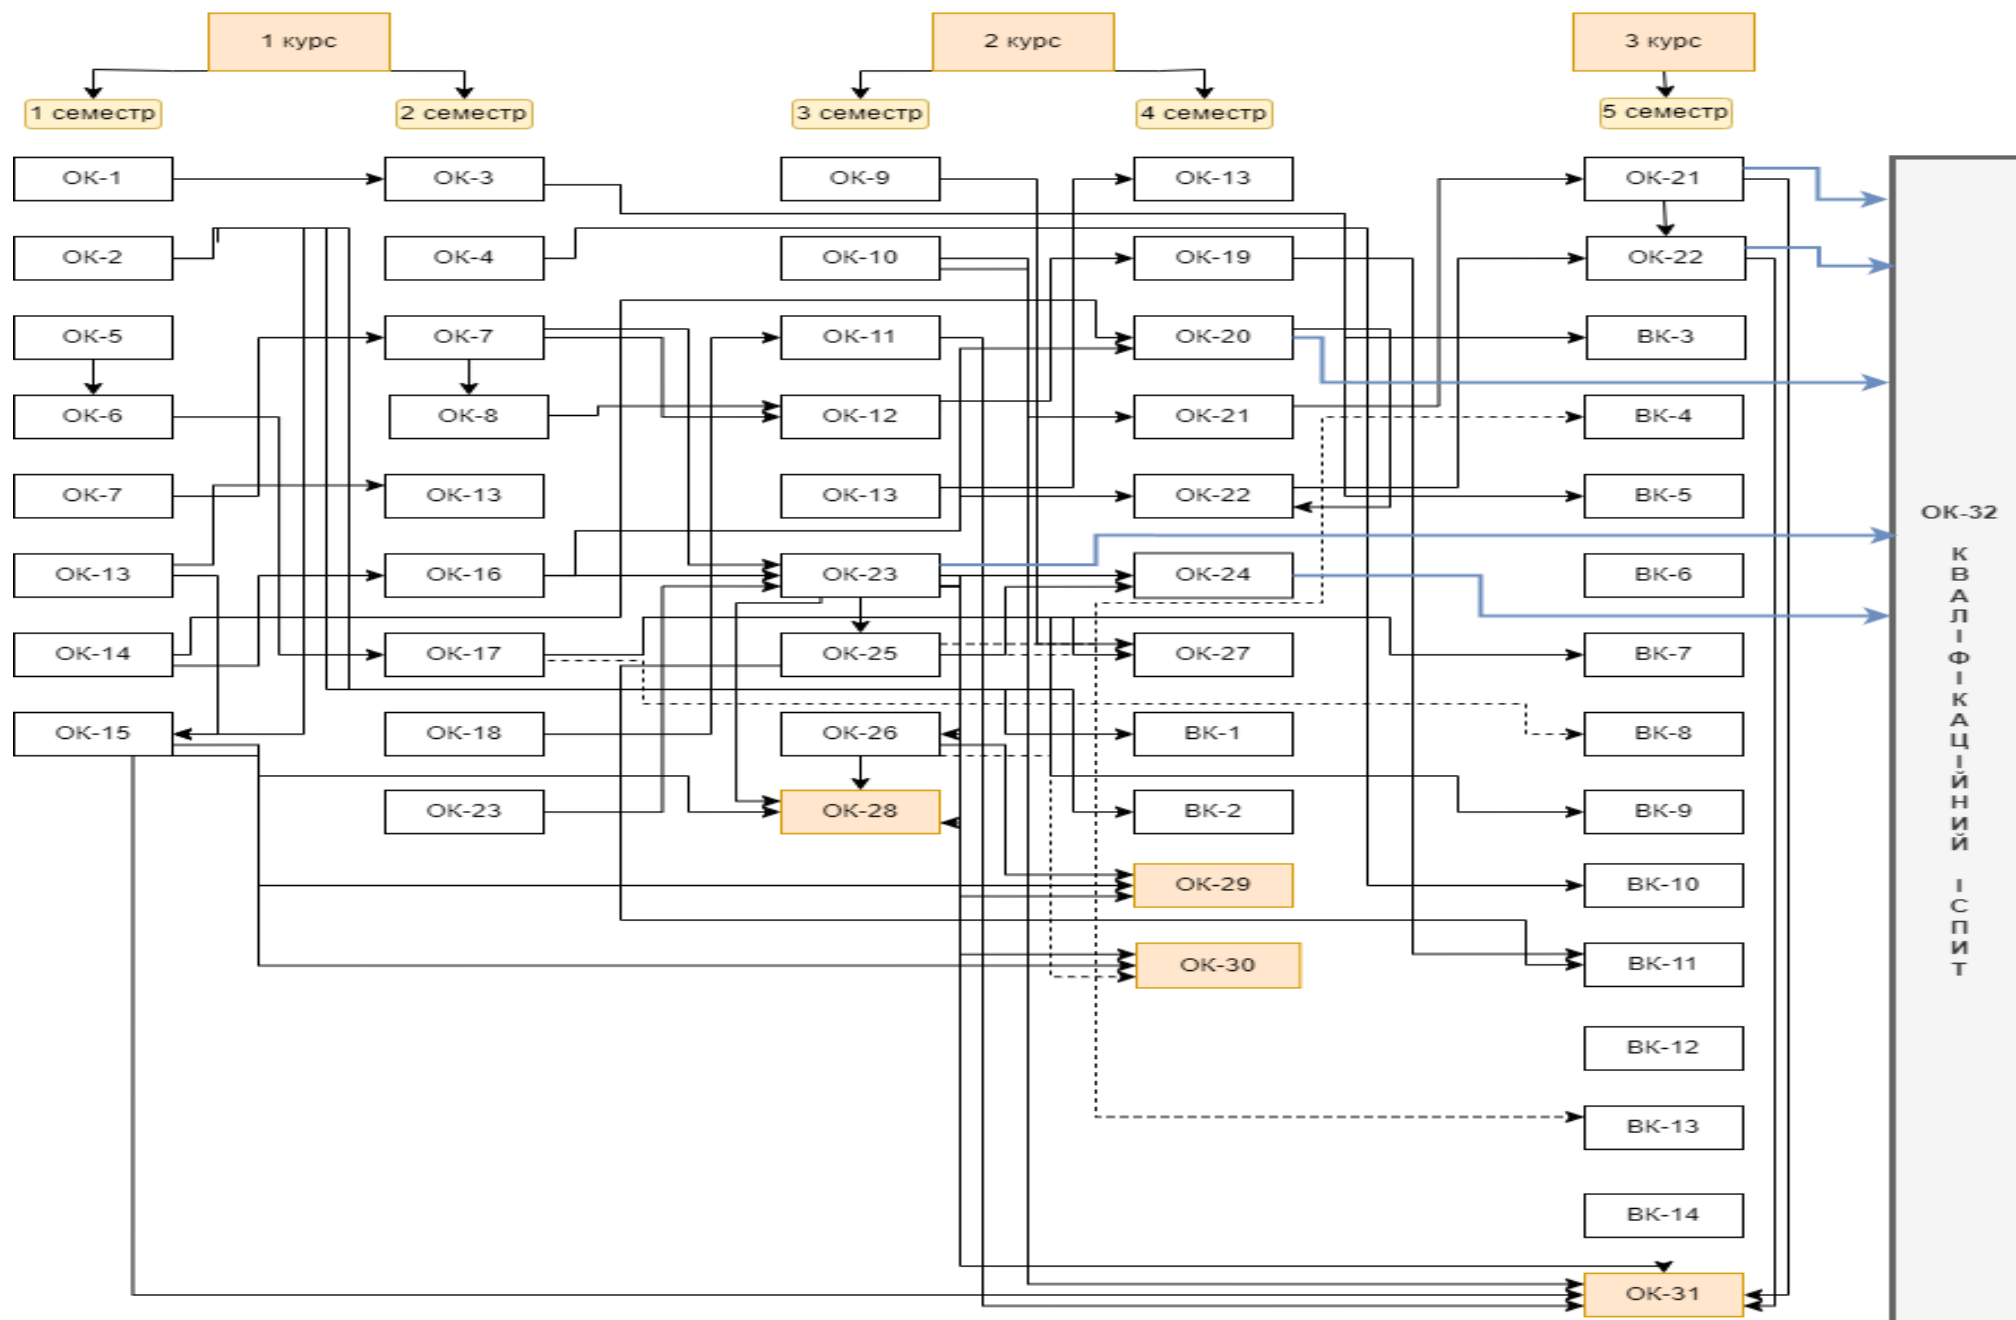 1 курс
2 курс
3 курс
1 семестр
2 семестр
3 семестр
4 семестр
5 семестр
ОК-1
ОК-3
ОК-9
ОК-13
ОК-21
ОК-2
ОК-4
ОК-10
ОК-19
ОК-22
ОК-5
ОК-7
ОК-11
ОК-20
ВК-3
ОК-6
ОК-8
ОК-12
ОК-21
ВК-4
ОК-7
ОК-13
ОК-13
ОК-22
ВК-5
ОК-13
ОК-16
ОК-23
ОК-24
ВК-6
ОК-14
ОК-17
ОК-25
ОК-27
ВК-7
ОК-15
ОК-18
ОК-26
ВК-1
ВК-8
ОК-23
ОК-28
ВК-2
ВК-9
ОК-29
ВК-10
ОК-30
ВК-11
ВК-12
ВК-13
ВК-14
ОК-31
ОК-32
КВАЛІФІКАЦІЙНИЙ ІСПИТ